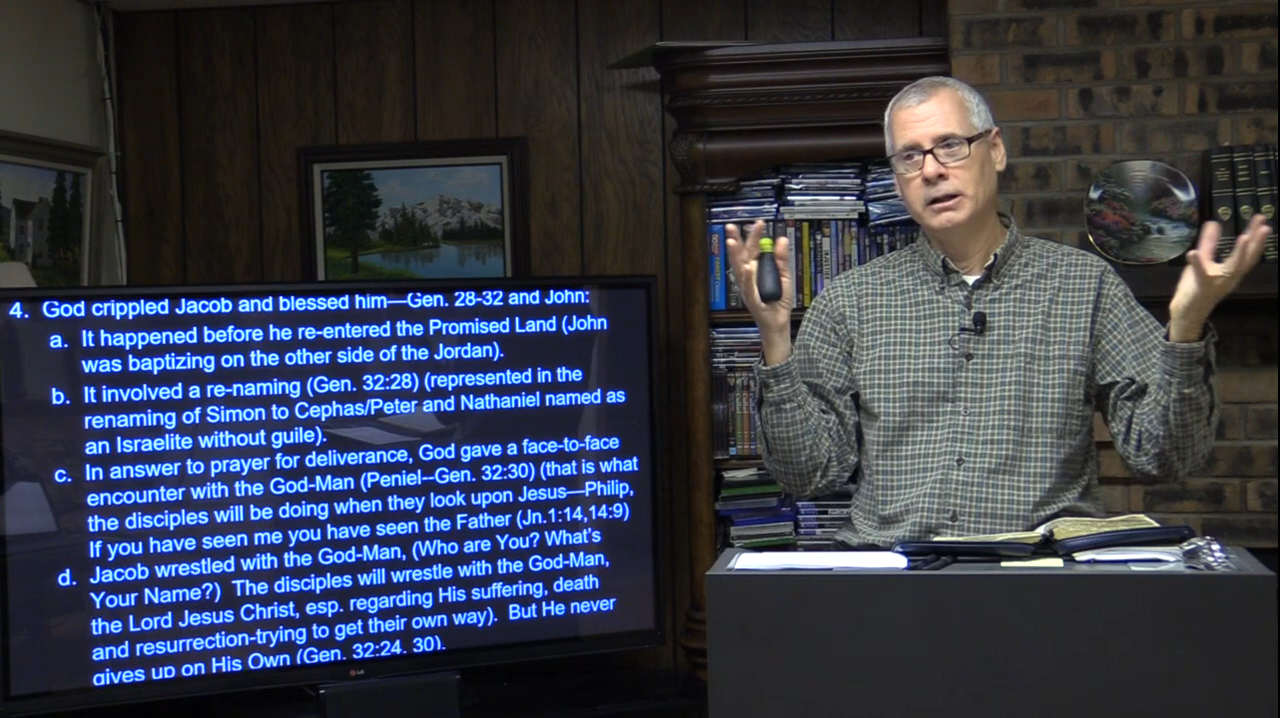 4. God crippled Jacob and blessed him—Gen. 28-32 and John:
a. It happened before he re-entered the Promised Land (John
was baptizing on the other side of the Jordan).
b. It involved a re-naming (Gen. 32:28) (represented in the
renaming of Simon to Cephas/Peter and Nathaniel named as
an Israelite without guile).
c. In answer to prayer for deliverance, God gave a face-to-face
encounter with the God-Man (Peniel--Gen. 32:30) (that is what
the disciples will be doing when they look upon Jesus—Philip,
If you have seen me you have seen the Father (Jn.1:14,14:9)
d. Jacob wrestled with the God-Man, (Who are You? What's
Your Name?) The disciples will wrestle with the God-Man,
the Lord Jesus Christ, esp. regarding His suffering, death
and resurrection-trying to get their own way). But He never
gives up on His Own (Gen. 32:24, 30).
LG